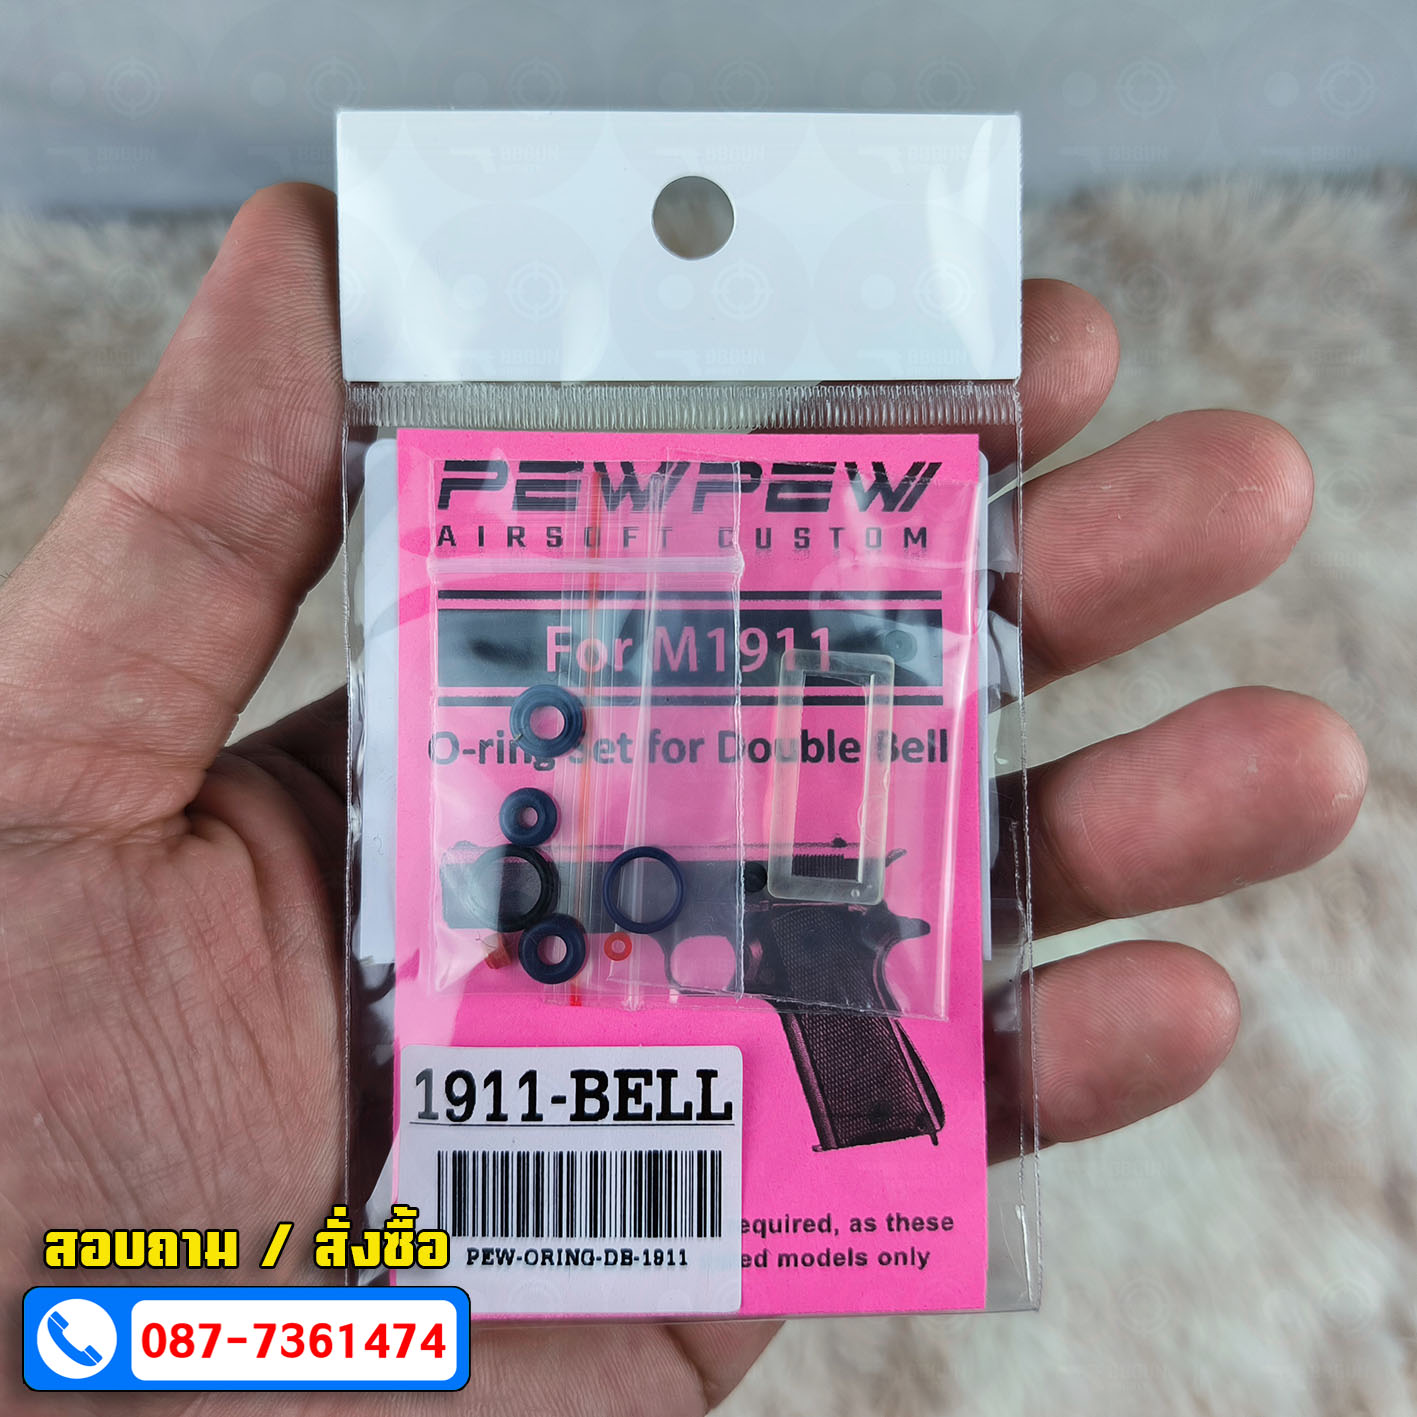 PEWPEW
AIRSOFT CUSTOM
For M1911
O-ring Set for Double Bell
1911-BELL
PEW-ORING-DB-1911
equired, as these
ed models only
สอบถาม / สั่งซื้อ
087-7361474